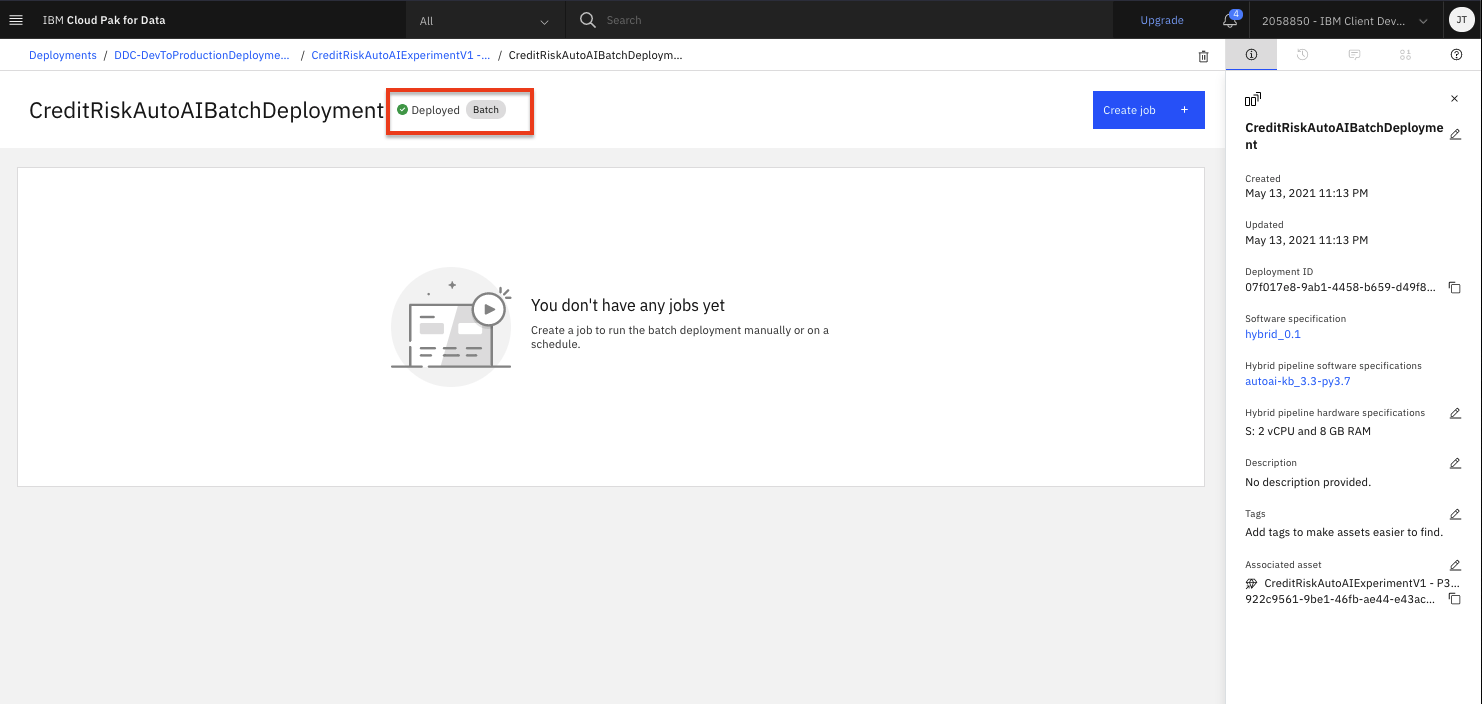 IBM Cloud Pak for Data
All
Search
Upgrade
4
2058850 - IBM Client Dev...
JT
Deployments / DDC-DevToProductionDeployme... / CreditRiskAutoAIExperimentV1 -... / CreditRiskAutoAIBatchDeploym...
CreditRiskAutoAIBatchDeployment
Deployed Batch
Create job +
You don't have any jobs yet
Create a job to run the batch deployment manually or on a
schedule.
CreditRiskAutoAIBatchDeployme
nt
Created
May 13, 2021 11:13 PM
Updated
May 13, 2021 11:13 PM
Deployment ID
07f017e8-9ab1-4458-b659-d49f8...
Software specification
hybrid_0.1
Hybrid pipeline software specifications
autoai-kb_3.3-py3.7
Hybrid pipeline hardware specifications
S: 2 vCPU and 8 GB RAM
Description
No description provided.
Tags
Add tags to make assets easier to find.
Associated asset
CreditRiskAutoAIExperimentV1 - P3...
922c9561-9be1-46fb-ae44-e43ac...